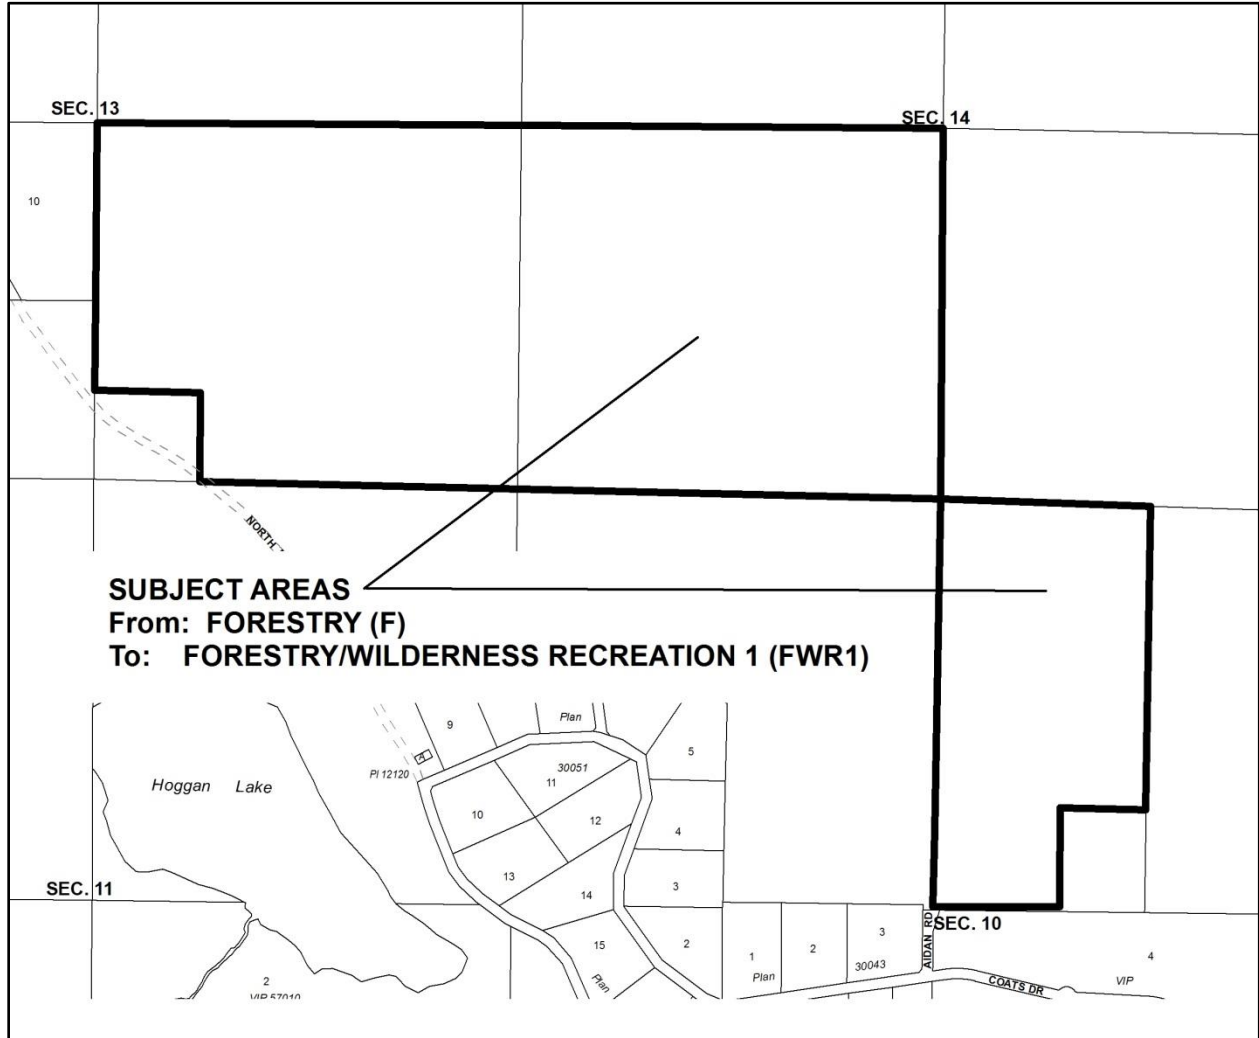 SEC. 13
SEC. 14
10
NORTH
SUBJECT AREAS
From: FORESTRY (F)
To: FORESTRY/WILDERNESS RECREATION 1 (FWR1)
9
Plan
5
Pl 12120
30051
11
Hoggan Lake
10
12
4
13
3
14
SEC. 11
15
2
1
2
3
30043
Plan
Plan
AIDAN RD
SEC. 10
4
VIP
COATS DR
2
VIP 57010